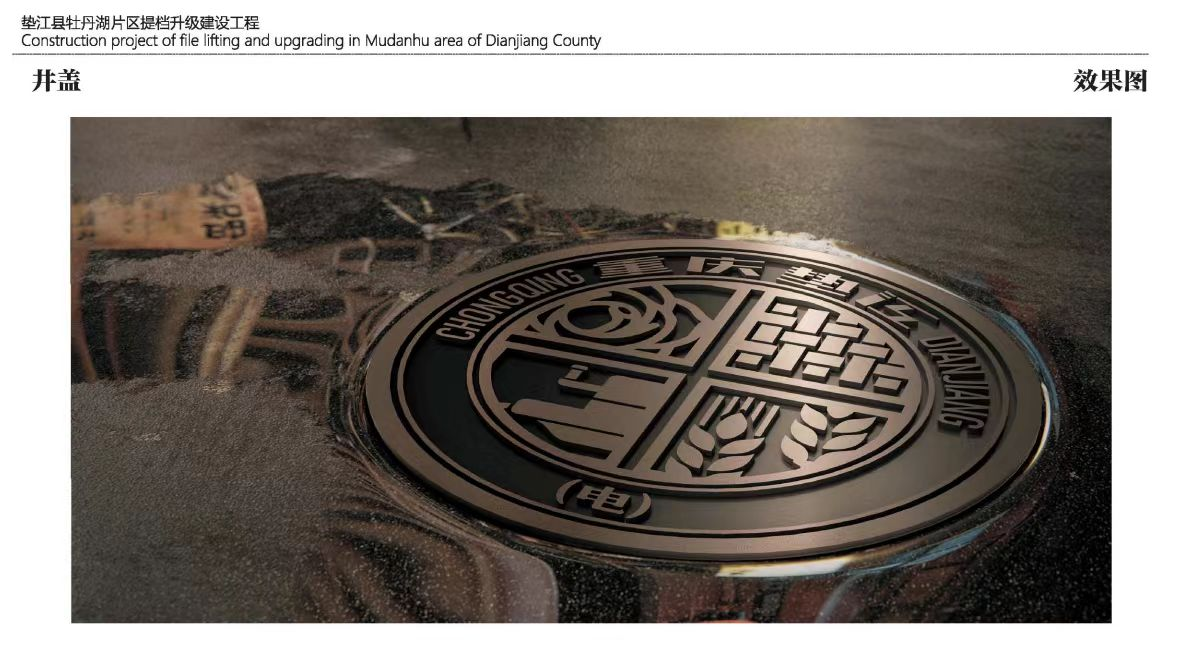 垫江县牡丹湖片区提档升级建设工程
Construction project of file lifting and upgrading in Mudanhu area of Dianjiang County
井盖
效果图
CHONGQING 重庆 垫江 DIANJIANG
（电）